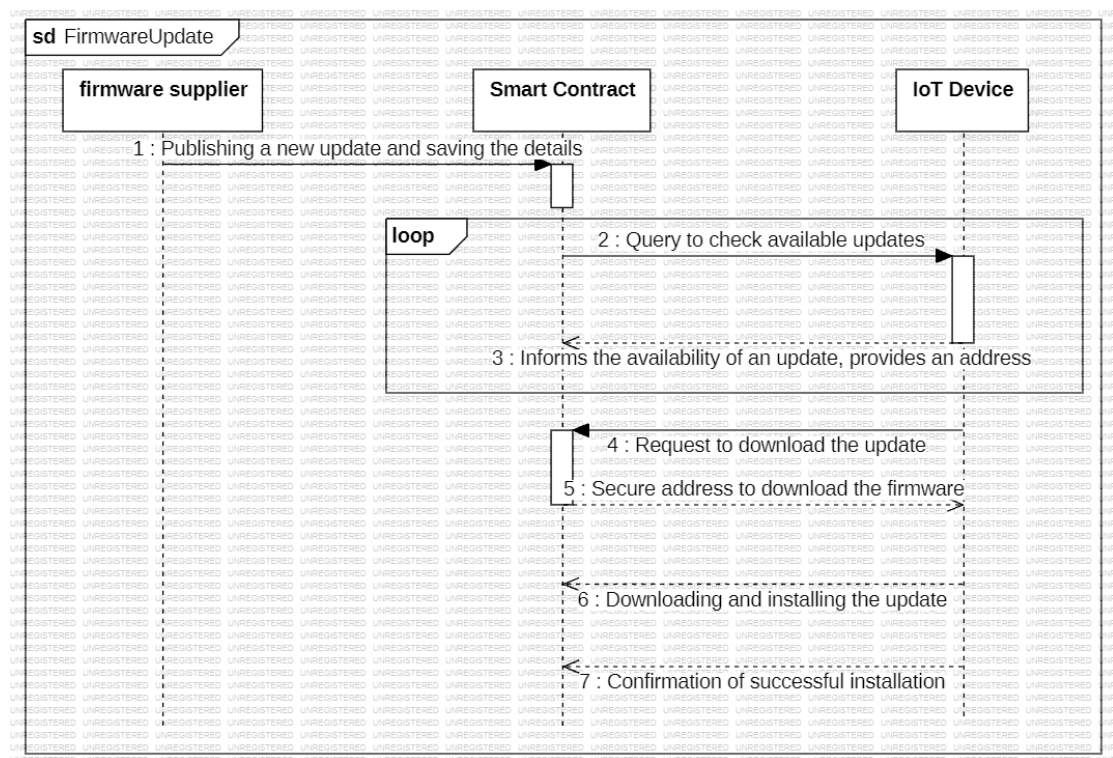 sd FirmwareUpdate
firmware supplier
Smart Contract
IoT Device
1 : Publishing a new update and saving the details
loop
2 : Query to check available updates
3 : Informs the availability of an update, provides an address
4 : Request to download the update
5 : Secure address to download the firmware
6 : Downloading and installing the update
7 : Confirmation of successful installation
UNREGISTERED